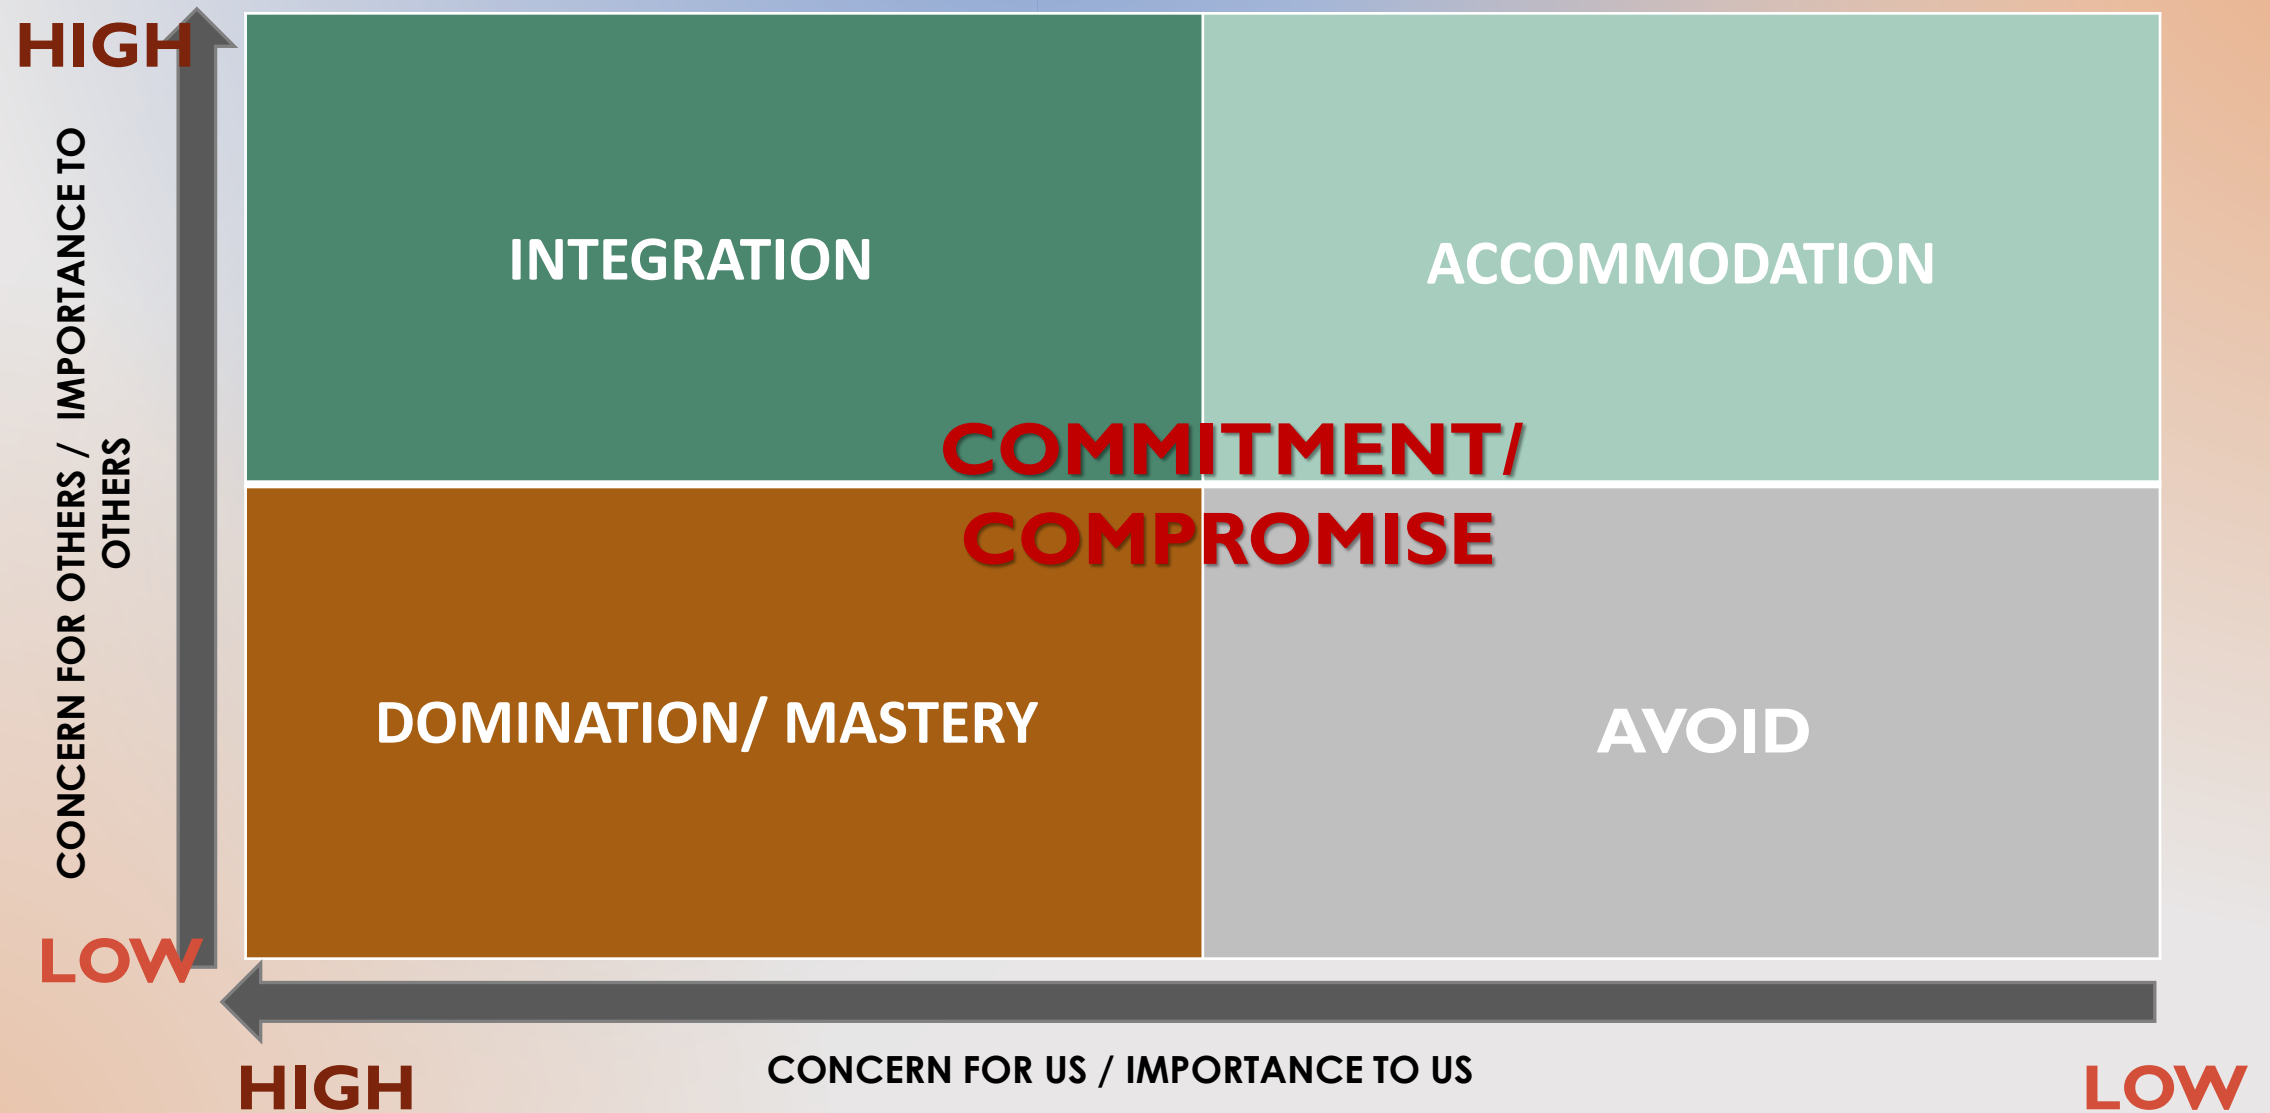 HIGH
CONCERN FOR OTHERS / IMPORTANCE TO
OTHERS
INTEGRATION
ACCOMMODATION
COMMITMENT/
COMPROMISE
DOMINATION/ MASTERY
AVOID
LOW
HIGH
CONCERN FOR US / IMPORTANCE TO US
LOW